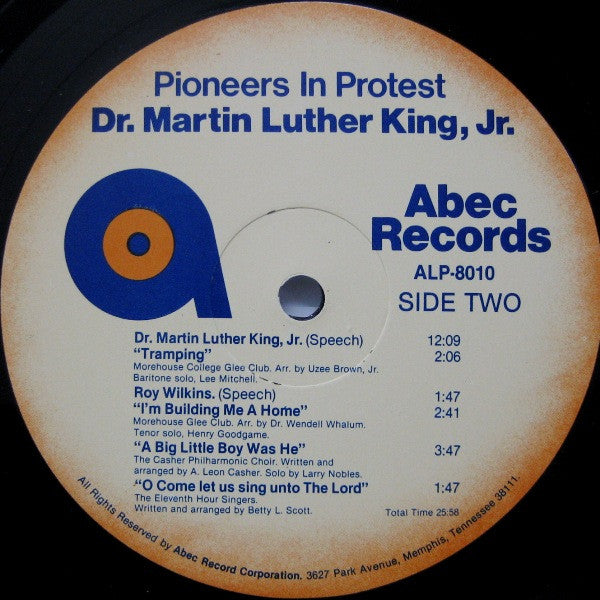 Pioneers In Protest
Dr. Martin Luther King, Jr.
a
Abec
Records
ALP-8010
SIDE TWO
Dr. Martin Luther King, Jr. (Speech) 12:09
“Tramping” 2:06
Morehouse College Glee Club. Arr. by Uzee Brown, Jr.
Baritone solo, Lee Mitchell.
Roy Wilkins. (Speech) 1:47
“I’m Building Me A Home” 2:41
Morehouse Glee Club. Arr. by Dr. Wendell Whalum.
Tenor solo, Henry Goodgame.
“A Big Little Boy Was He” 3:47
The Casher Philharmonic Choir. Written and
arranged by A. Leon Casher. Solo by Larry Nobles.
“O Come let us sing unto The Lord” 1:47
The Eleventh Hour Singers.
Written and arranged by Betty L. Scott.
Total Time 25:58
All Rights Reserved by Abec Record Corporation. 3627 Park Avenue, Memphis, Tennessee 38111.